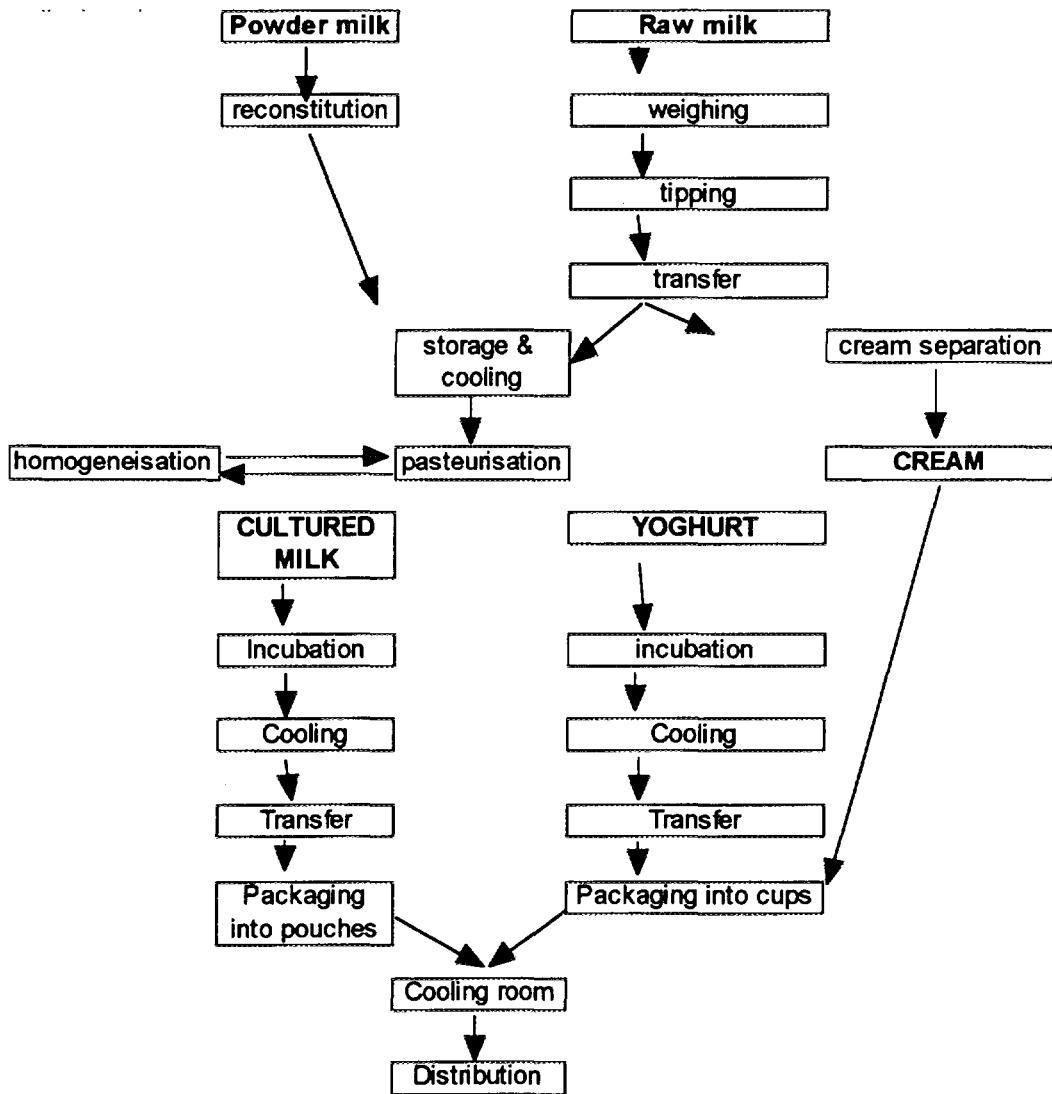 Powder milk
Raw milk
reconstitution
weighing
tipping
transfer
storage &
cooling
cream separation
homogeneisation
pasteurisation
CREAM
CULTURED
MILK
YOGHURT
Incubation
incubation
Cooling
Cooling
Transfer
Transfer
Packaging
into pouches
Packaging into cups
Cooling room
Distribution